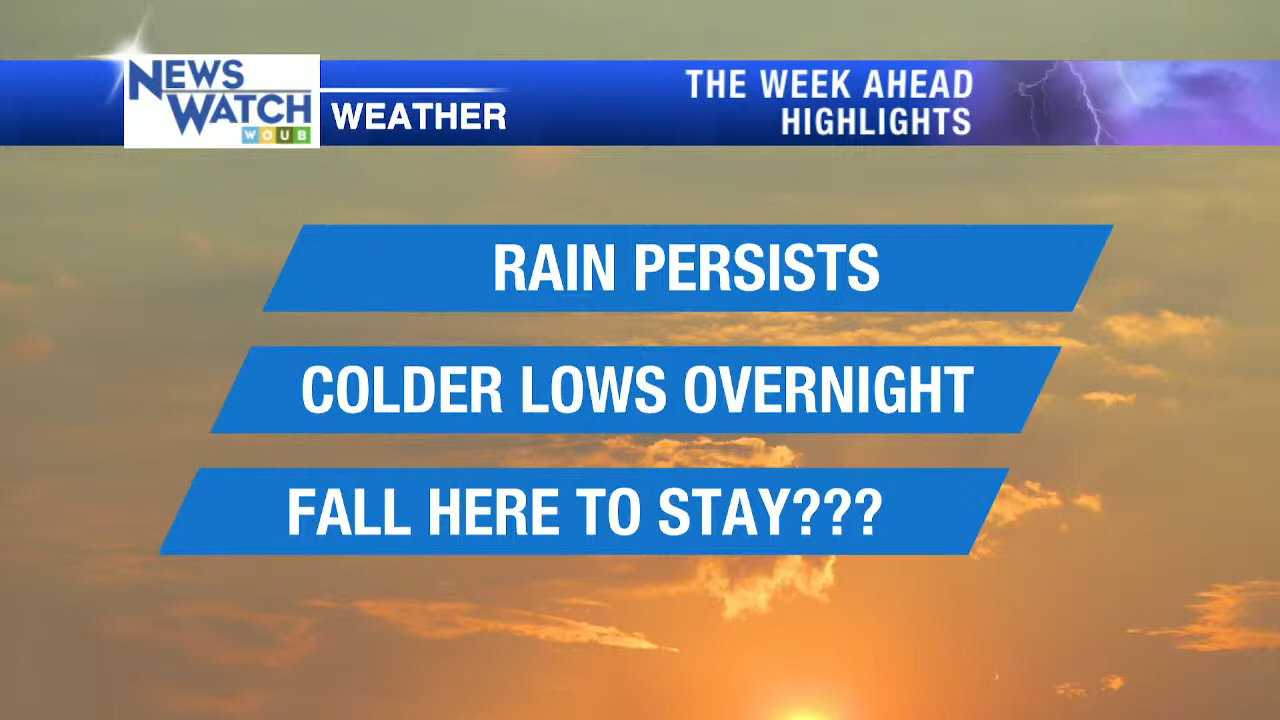 NEWS
WATCH
WOUB
WEATHER
THE WEEK AHEAD
HIGHLIGHTS
RAIN PERSISTS
COLDER LOWS OVERNIGHT
FALL HERE TO STAY???